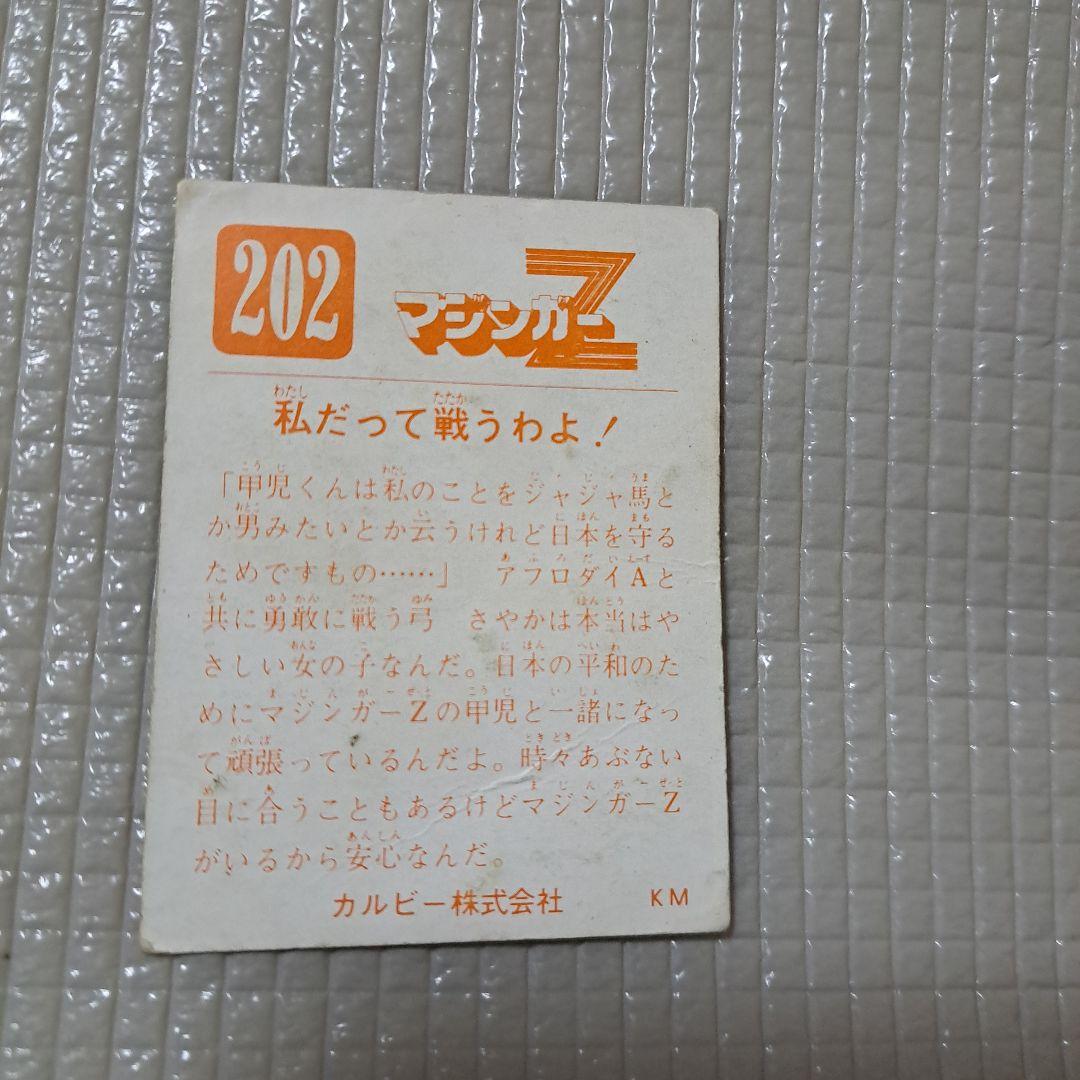 202
マジンガーZ
私だって戦うわよ！
「甲児くんは私のことをジャジャ馬と
か男みたいとか云うけれど日本を守る
ためですもの……」　アフロダイAと
共に勇敢に戦う弓　さやかは本当はや
さしい女の子なんだ。日本の平和のた
めにマジンガーZの甲児と一諸になっ
て頑張っているんだよ。時々あぶない
目に合うこともあるけどマジンガーZ
がいるから安心なんだ。
カルビー株式会社　KM